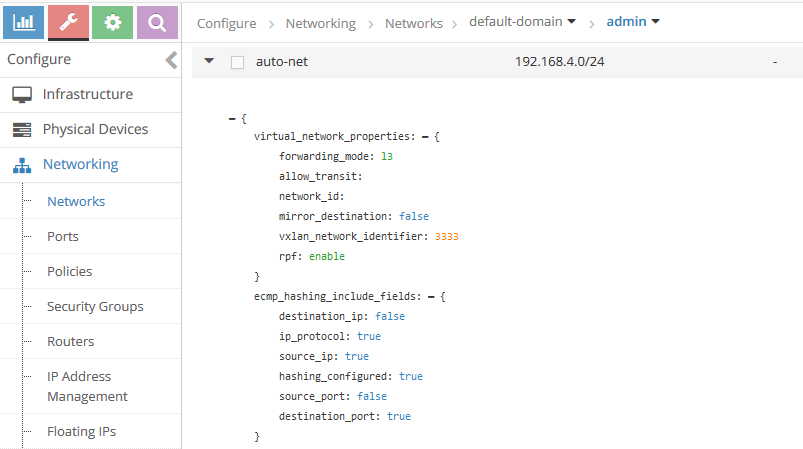 Configure Networking Networks default-domain admin
Configure
Infrastructure
Physical Devices
Networking
Networks
Ports
Policies
Security Groups
Routers
IP Address
Management
Floating IPs
auto-net 192.168.4.0/24 -
– {
virtual_network_properties: – {
forwarding_mode: l3
allow_transit:
network_id:
mirror_destination: false
vxlan_network_identifier: 3333
rpf: enable
}
ecmp_hashing_include_fields: – {
destination_ip: false
ip_protocol: true
source_ip: true
hashing_configured: true
source_port: false
destination_port: true
}